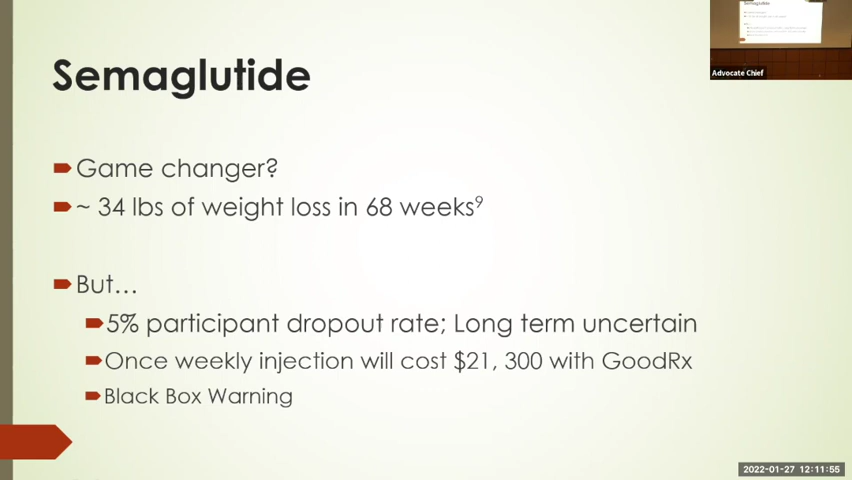 Semaglutide
Game changer?
~ 34 lbs of weight loss in 68 weeks⁹
But…
5% participant dropout rate; Long term uncertain
Once weekly injection will cost $21, 300 with GoodRx
Black Box Warning
Semaglutide
Advocate Chief
2022-01-27 12:11:55